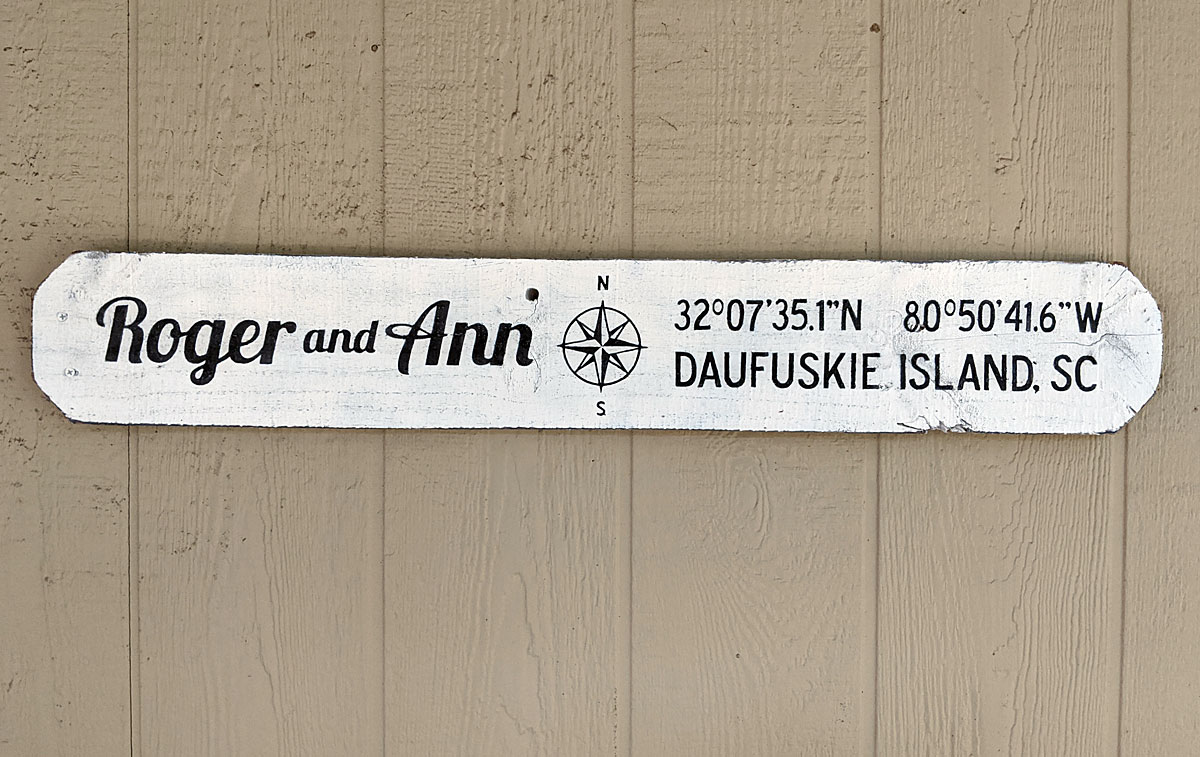 Roger and Ann
N
S
32°07'35.1"N 80°50'41.6"W
DAUFUSKIE ISLAND, SC